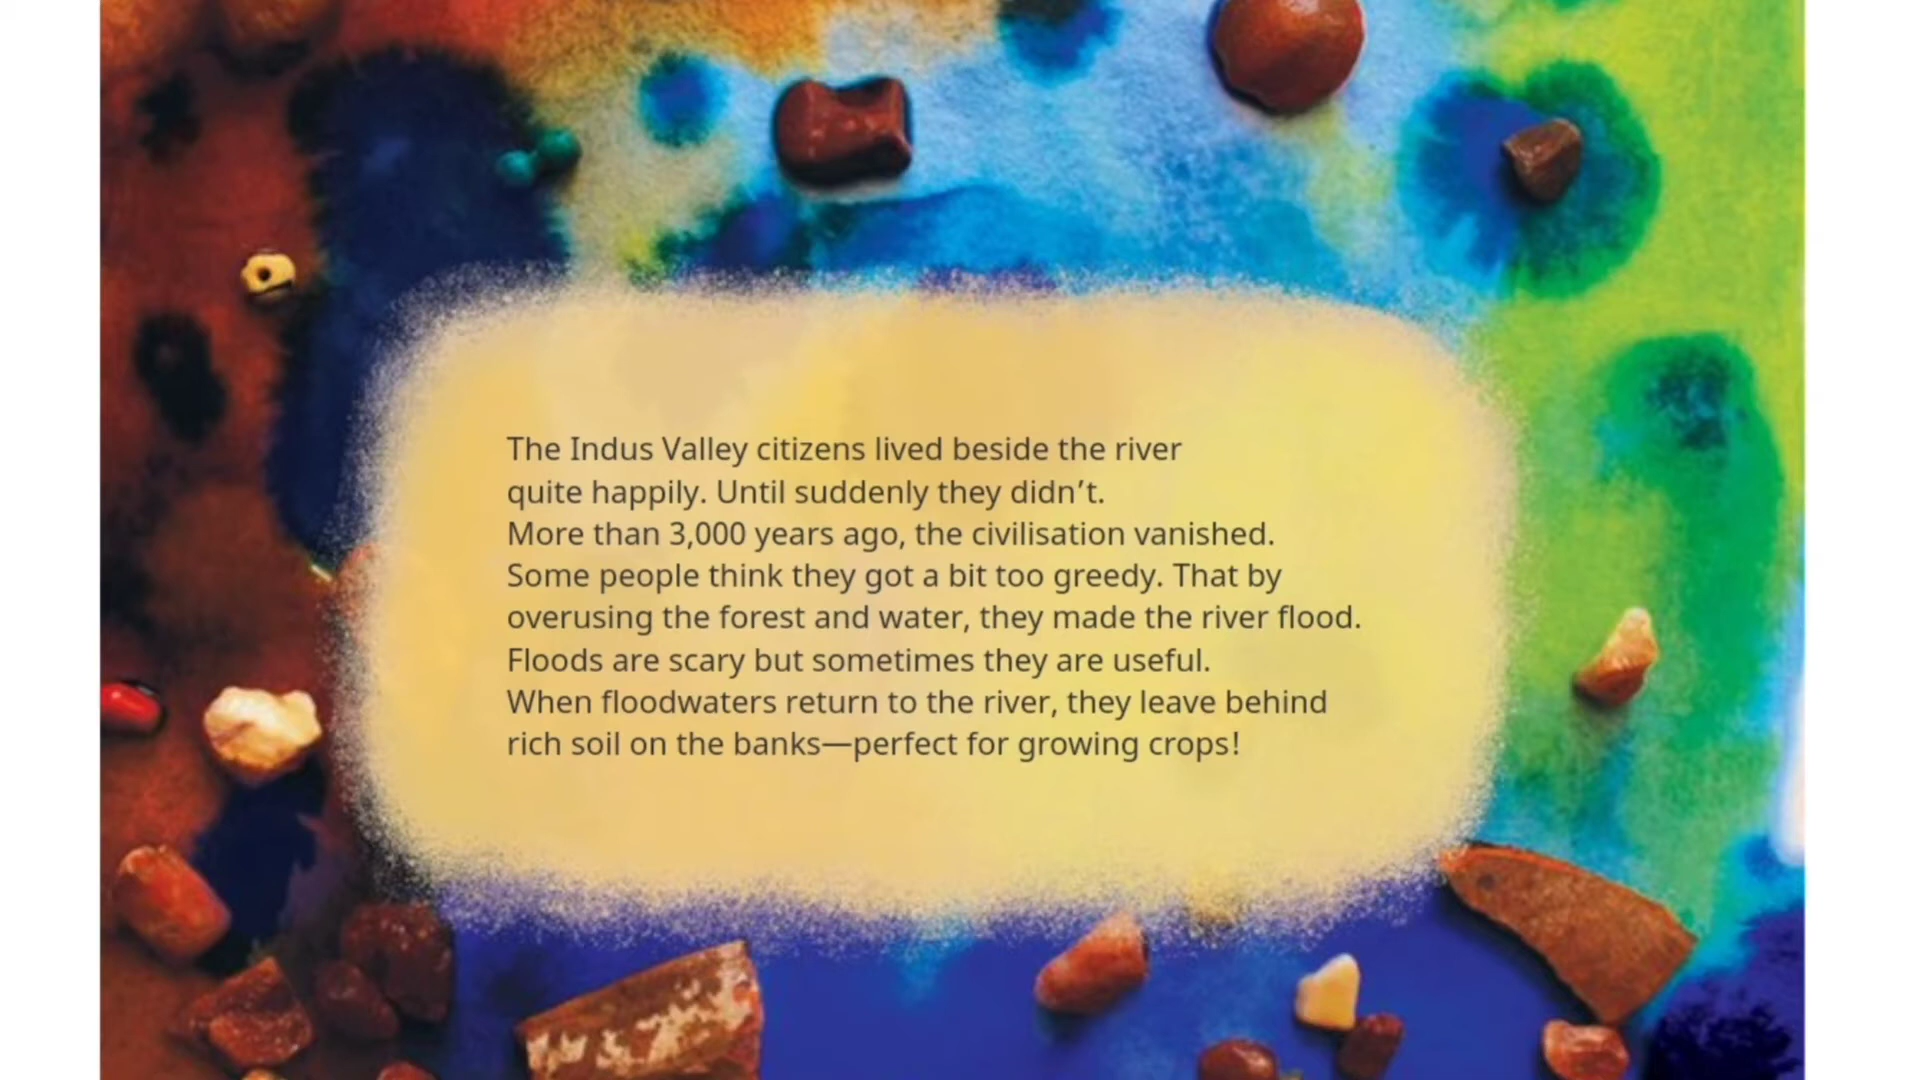 The Indus Valley citizens lived beside the river
quite happily. Until suddenly they didn’t.
More than 3,000 years ago, the civilisation vanished.
Some people think they got a bit too greedy. That by
overusing the forest and water, they made the river flood.
Floods are scary but sometimes they are useful.
When floodwaters return to the river, they leave behind
rich soil on the banks—perfect for growing crops!